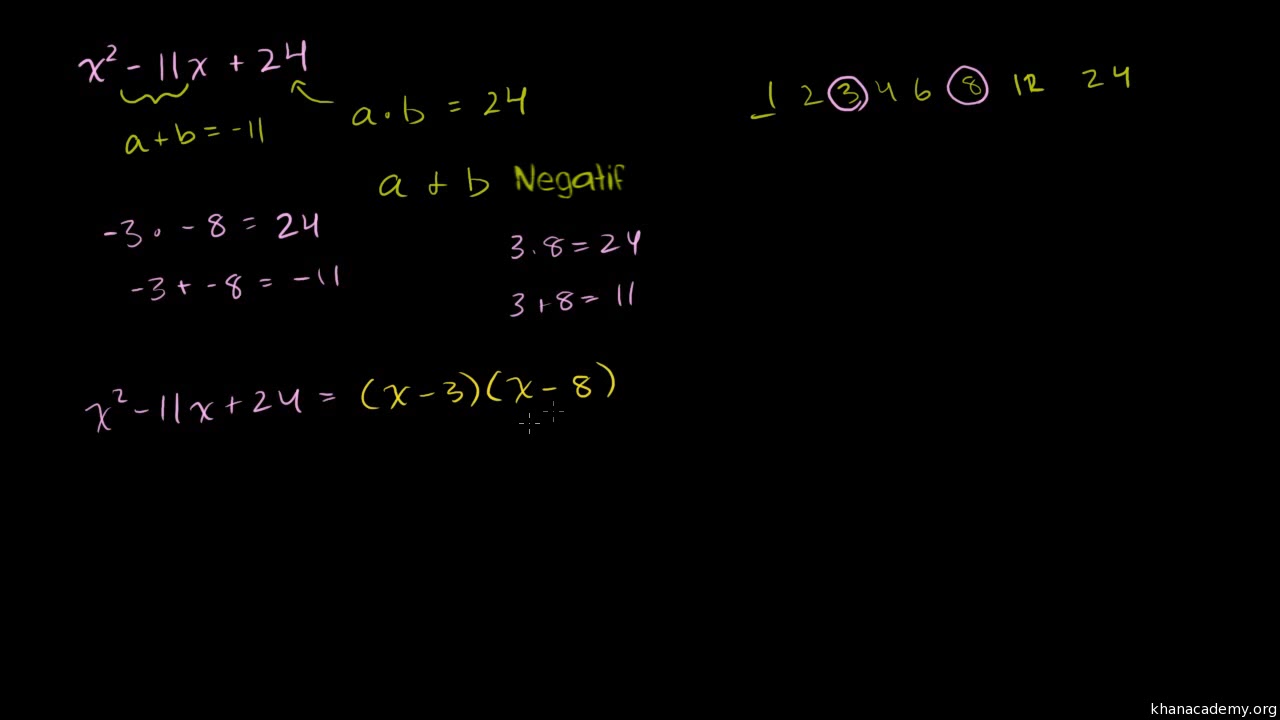 x² - 11x + 24
a + b = -11
a · b = 24
1 2 3 4 6 8 12 24
a & b Negatif
-3 · -8 = 24
-3 + -8 = -11
3 · 8 = 24
3 + 8 = 11
x² - 11x + 24 = (x - 3)(x - 8)
khanacademy.org